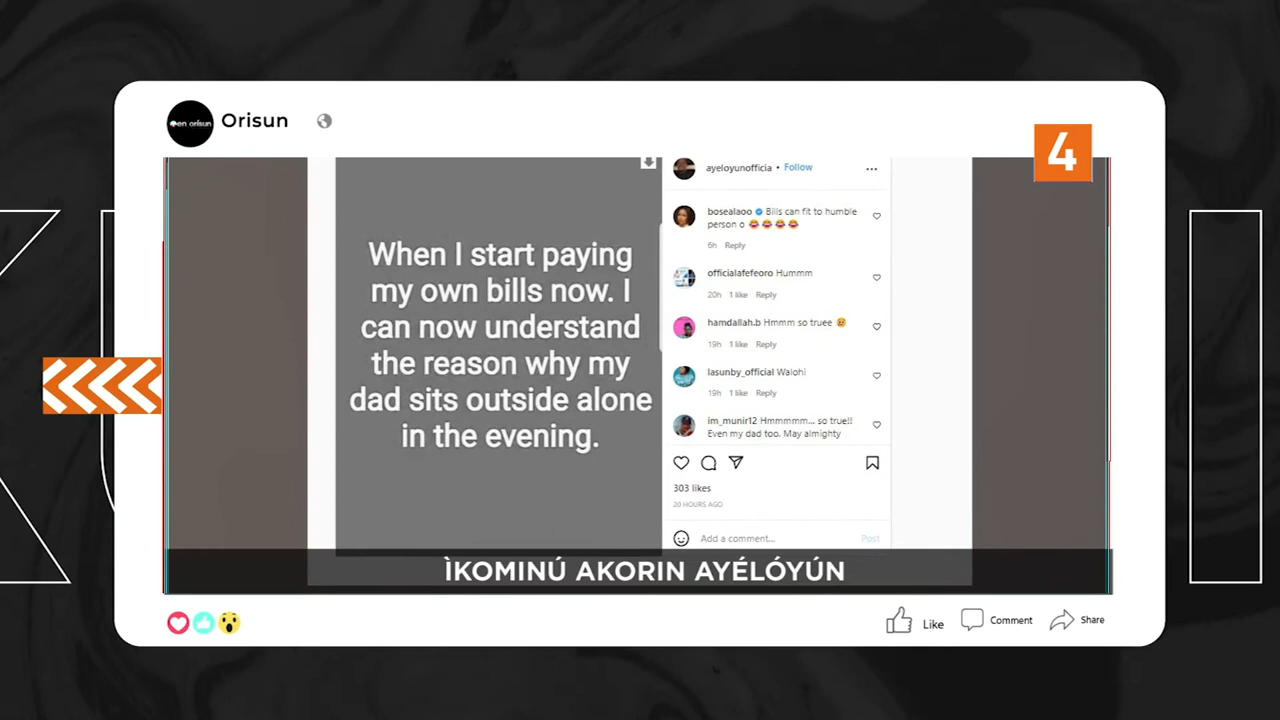 en orisun
Orisun
4
ayeloyunofficia • Follow
When I start paying
my own bills now. I
can now understand
the reason why my
dad sits outside alone
in the evening.
bosealaoo Bills can fit to humble
person o 😂😂😂😂
6h Reply
officialafefeoro Hummm
20h 1 like Reply
hamdallah.b Hmmm so truee 😢
19h 1 like Reply
lasunby_official Walohi
19h 1 like Reply
im_munir12 Hmmmmm... so true!!
Even my dad too. May almighty
303 likes
20 HOURS AGO
Add a comment... Post
ÌKOMINÚ AKORIN AYÉLÓYÚN
Like Comment Share